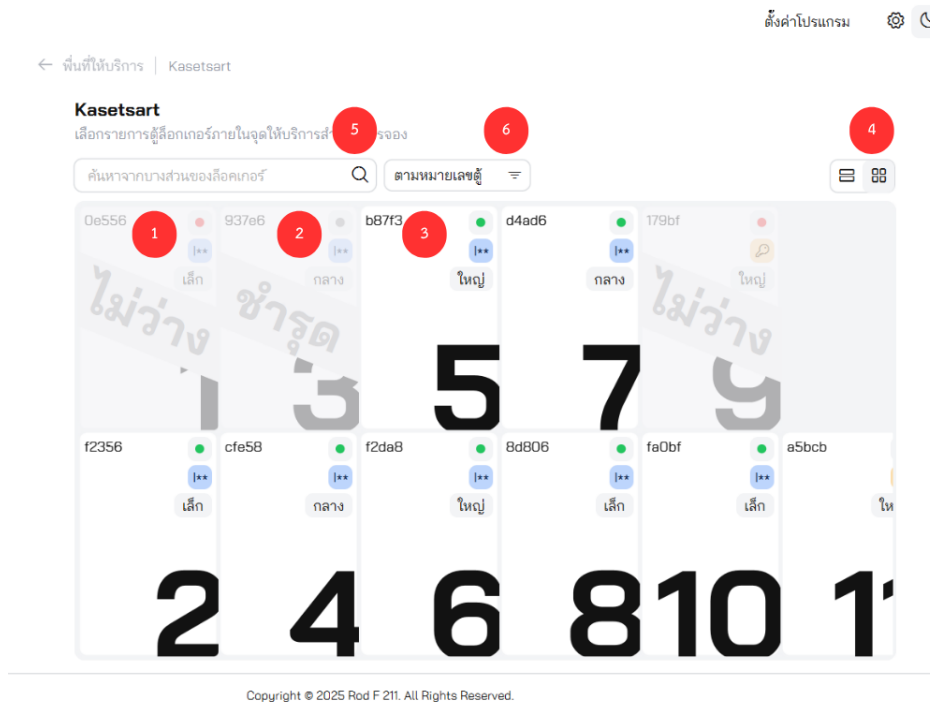 ตั้งค่าโปรแกรม
พื้นที่ให้บริการ | Kasetsart
Kasetsart
เลือกรายการตู้ล็อกเกอร์ภายในจุดให้บริการ จอง
5
6
4
ค้นหาจากบางส่วนของล็อคเกอร์
ตามหมายเลขตู้
0e556
1
|**
เล็ก
ไม่ว่าง
1
937e6
2
|**
กลาง
ชำรุด
3
b87f3
3
|**
ใหญ่
5
d4ad6
|**
กลาง
7
179bf
ใหญ่
ไม่ว่าง
9
f2356
|**
เล็ก
2
cfe58
|**
กลาง
4
f2da8
|**
ใหญ่
6
8d806
|**
เล็ก
8
fa0bf
|**
เล็ก
10
a5bcb
11
Copyright © 2025 Rod F 211. All Rights Reserved.